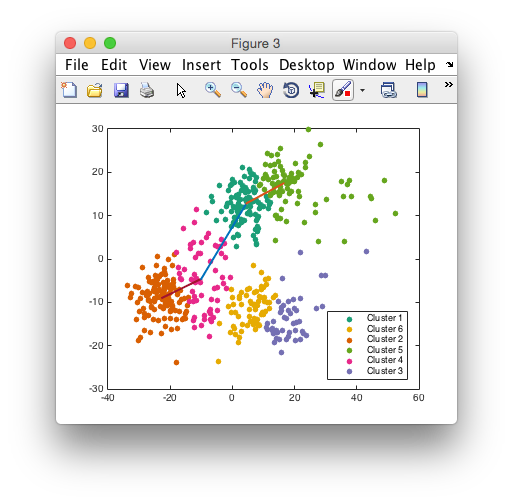 Figure 3
File Edit View Insert Tools Desktop Window Help
30
20
10
0
-10
-20
-30
-40 -20 0 20 40 60
Cluster 1
Cluster 6
Cluster 2
Cluster 5
Cluster 4
Cluster 3